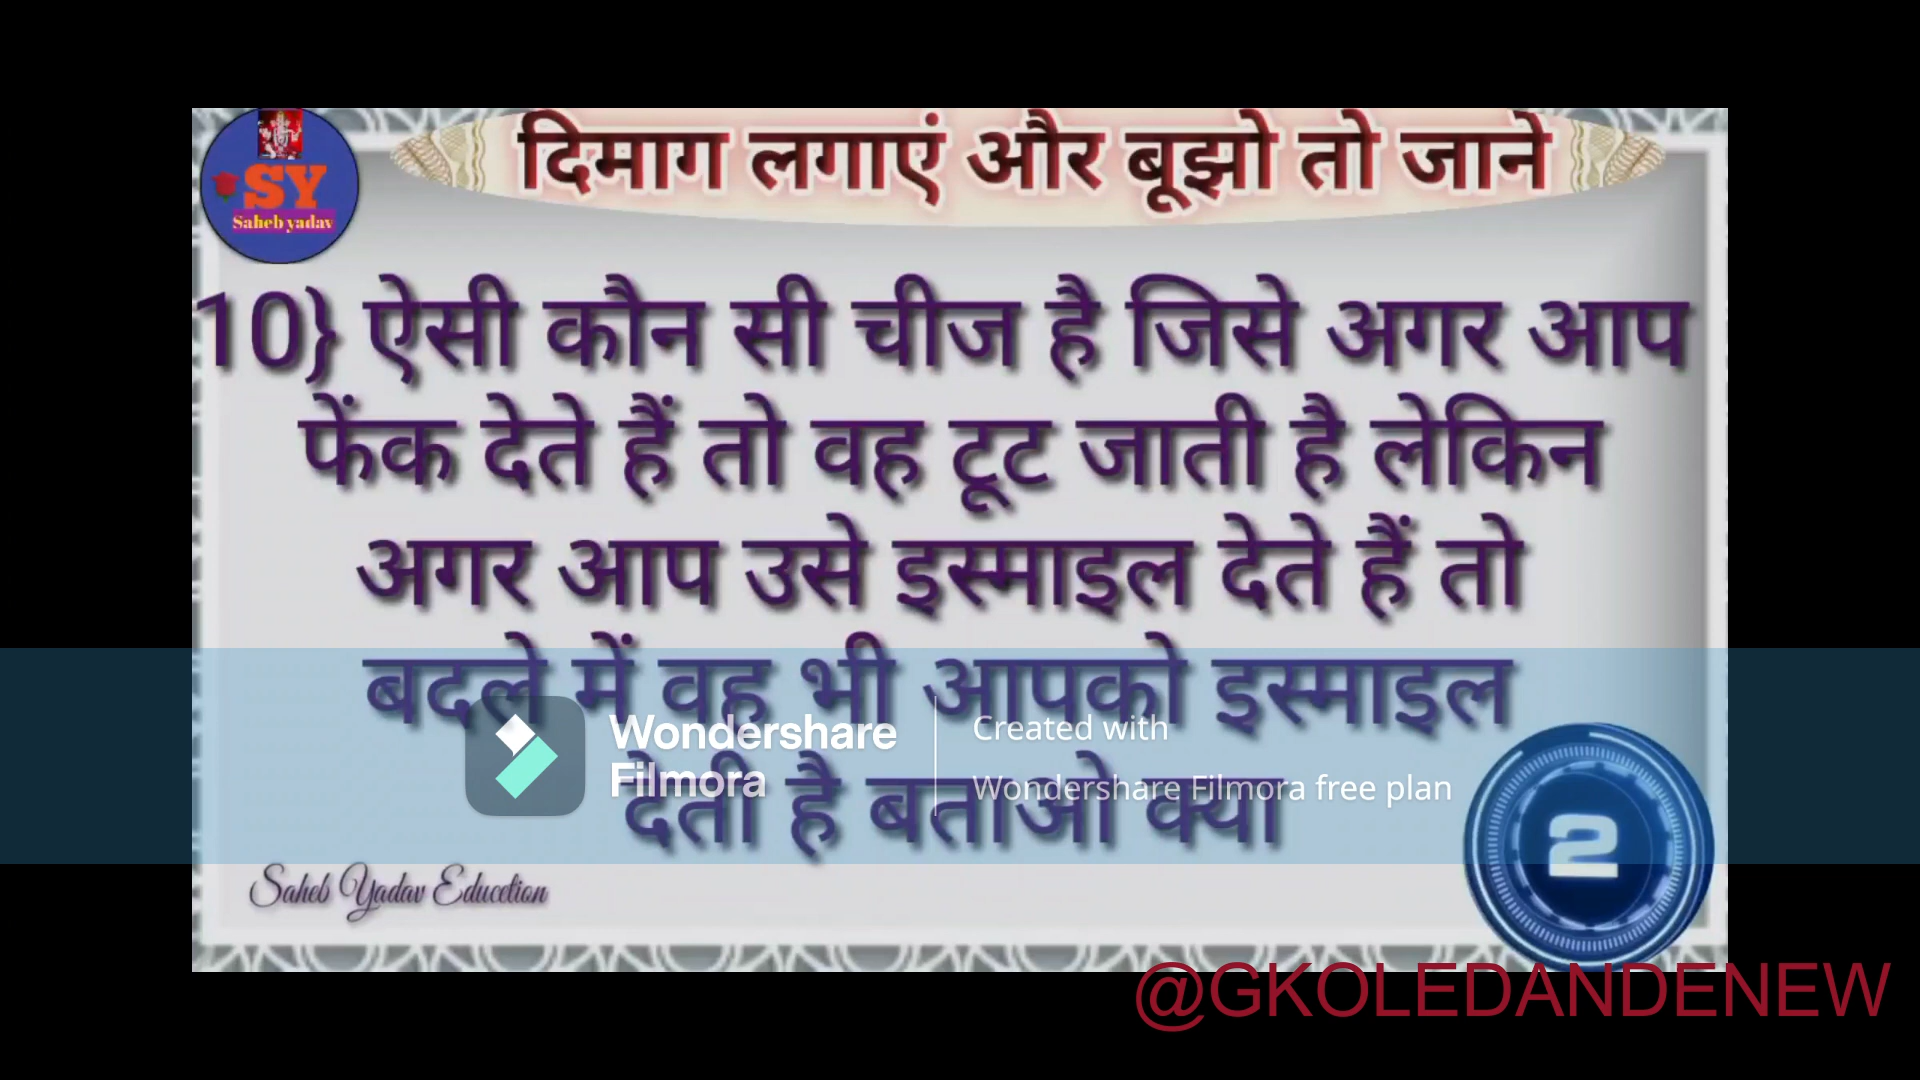 दिमाग लगाएं और बूझो तो जाने
SY
Saheb yadav
10} ऐसी कौन सी चीज है जिसे अगर आप
फेंक देते हैं तो वह टूट जाती है लेकिन
अगर आप उसे इस्माइल देते हैं तो
बदले में वह भी आपको इस्माइल
देती है बताओ क्या
Wondershare
Filmora
Created with
Wondershare Filmora free plan
2
Saheb Yadav Education
@GKOLEDANDENEW